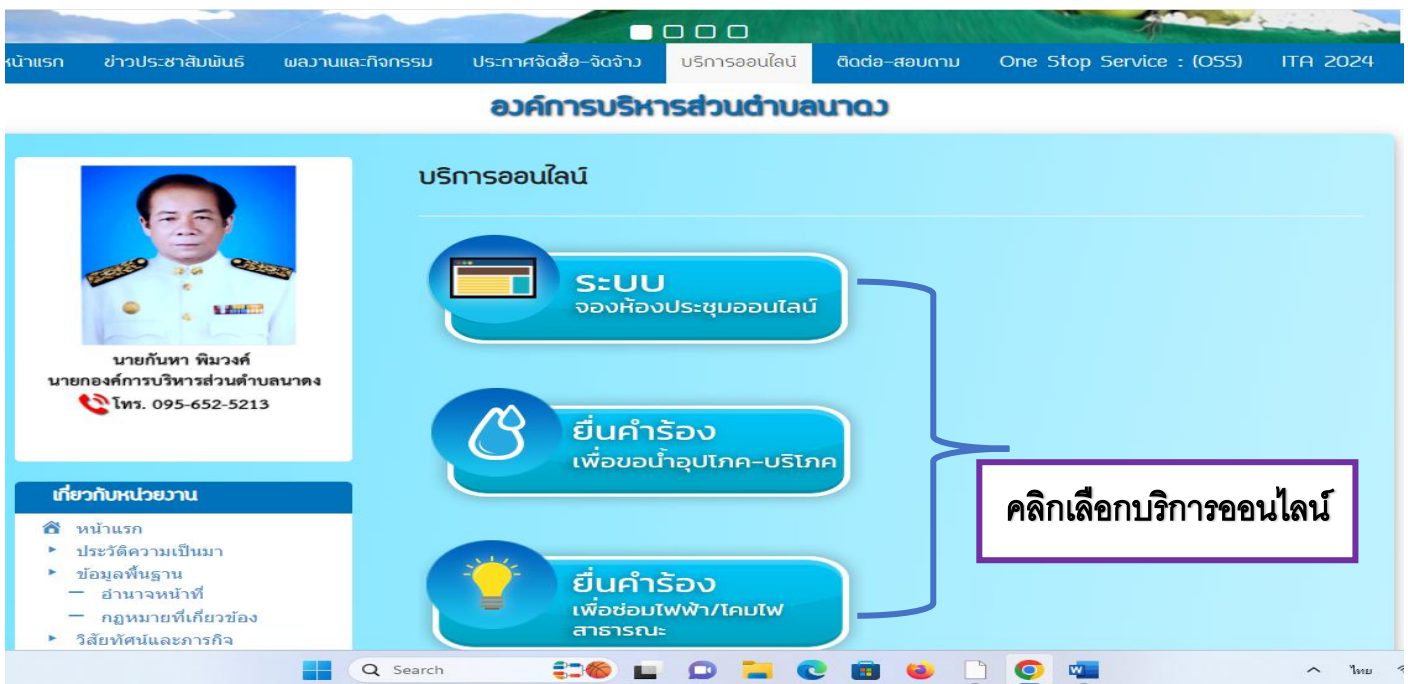 หน้าแรก ข่าวประชาสัมพันธ์ ผลงานและกิจกรรม ประกาศจัดซื้อ-จัดจ้าง บริการออนไลน์ ติดต่อ-สอบถาม One Stop Service : (OSS) ITA 2024
องค์การบริหารส่วนตำบลนาดง
บริการออนไลน์
นายกันหา พิมวงค์
นายกองค์การบริหารส่วนตำบลนาดง
โทร. 095-652-5213
เกี่ยวกับหน่วยงาน
หน้าแรก
ประวัติความเป็นมา
ข้อมูลพื้นฐาน
— อำนาจหน้าที่
— กฎหมายที่เกี่ยวข้อง
วิสัยทัศน์และภารกิจ
ระบบ
จองห้องประชุมออนไลน์
ยื่นคำร้อง
เพื่อขอน้ำอุปโภค-บริโภค
ยื่นคำร้อง
เพื่อซ่อมไฟฟ้า/โคมไฟ
สาธารณะ
คลิกเลือกบริการออนไลน์
Search
ไทย